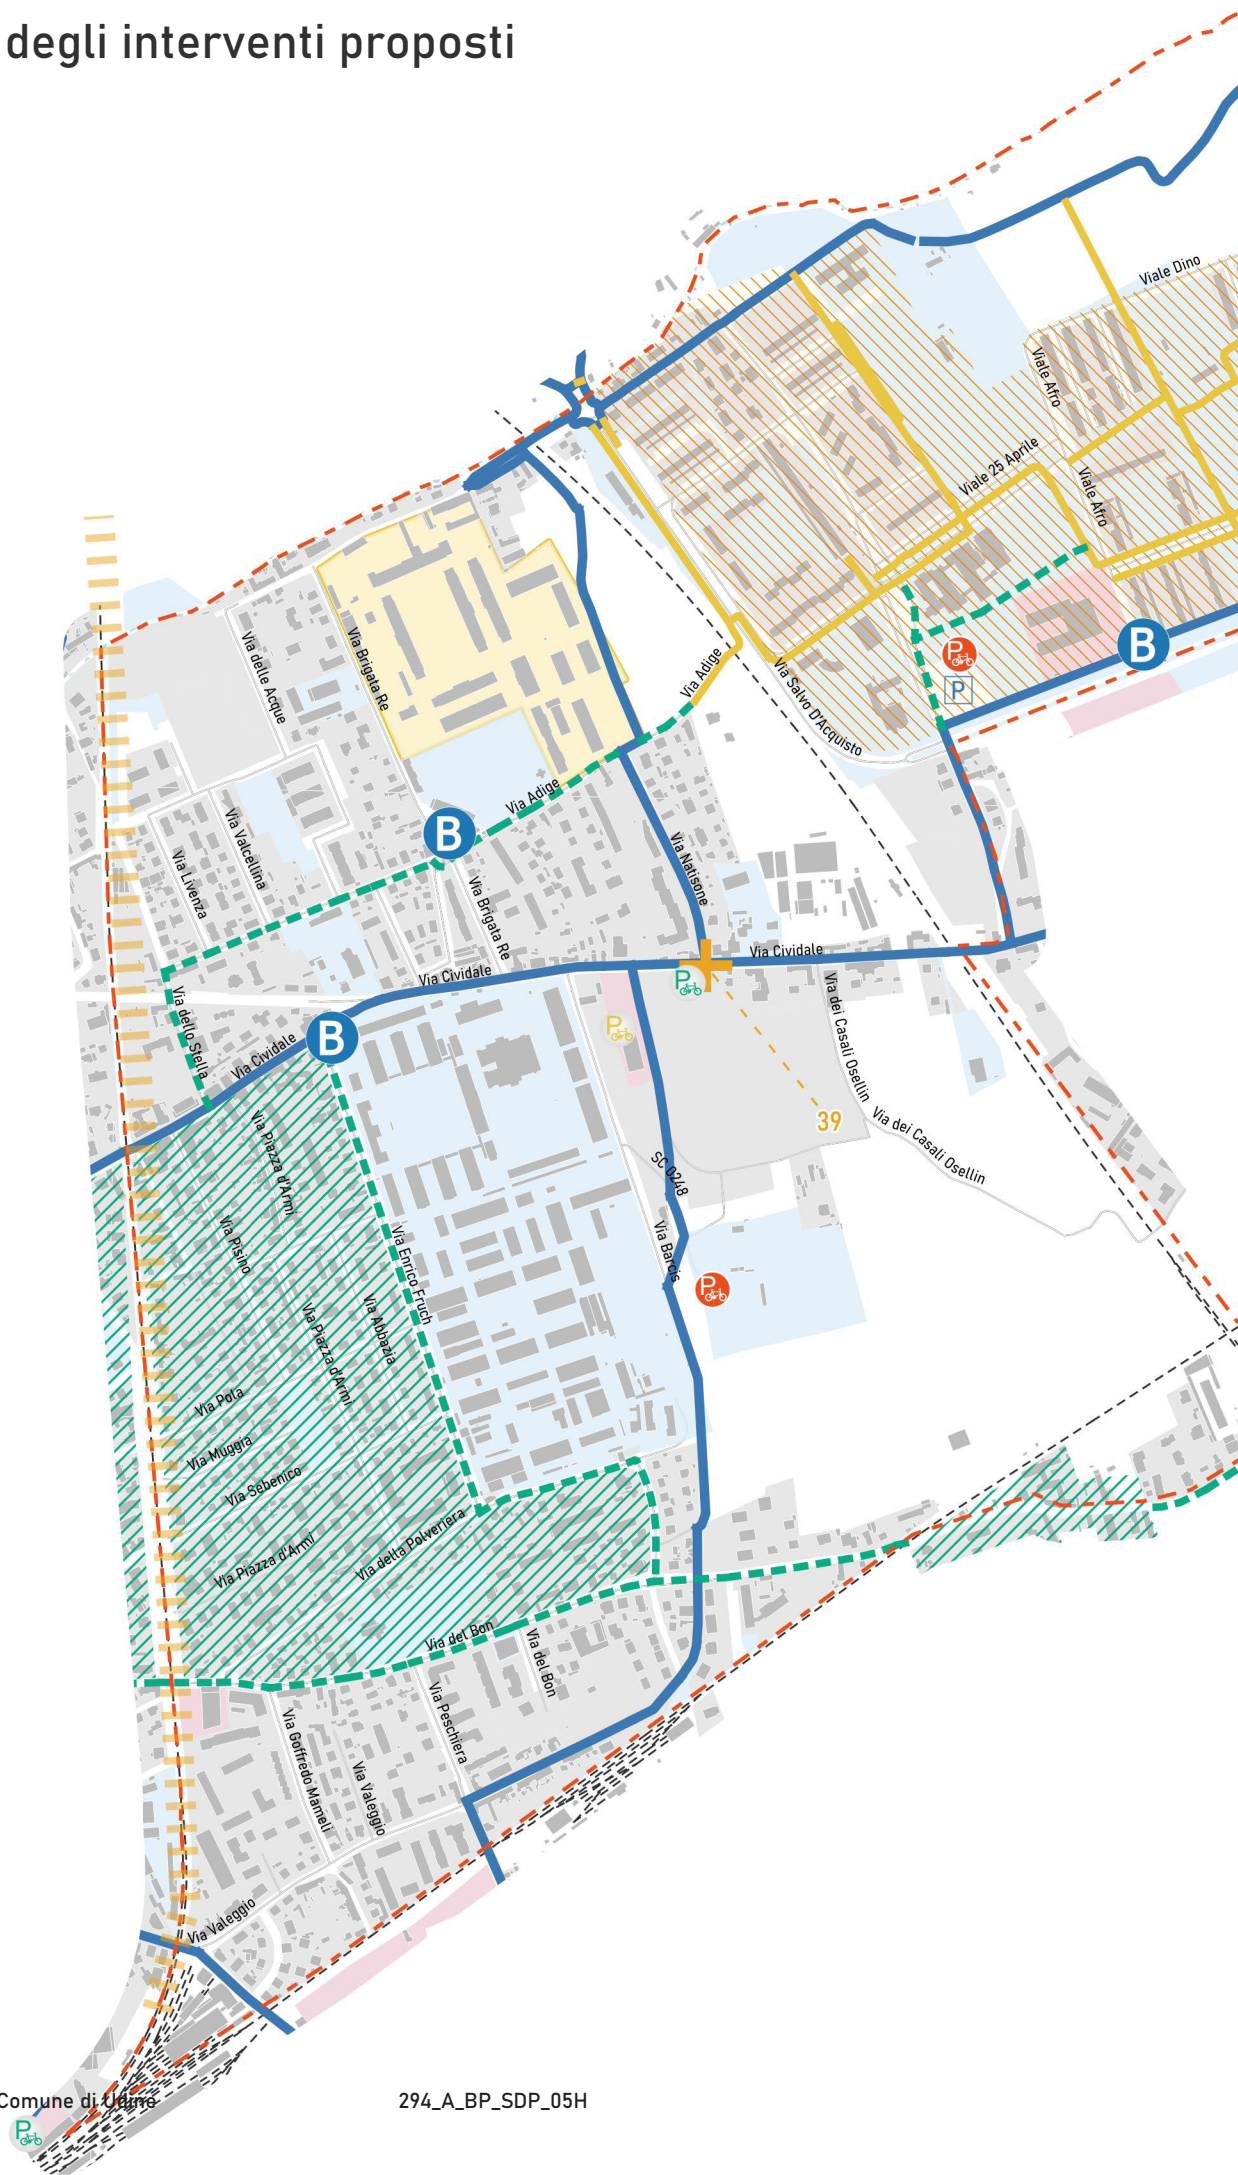 degli interventi proposti
Viale Dino
Viale Afro
Viale 25 Aprile
Viale Afro
B
P
P
Via delle Acque
Via Brigata Re
Via Adige
Via Salvo D'Acquisto
Via Adige
B
Via Valcellina
Via Livenza
Via Natisone
Via Brigata Re
Via Cividale
Via Cividale
P
Via dello Stella
B
Via Cividale
P
Via dei Casali Osellin
39
Via dei Casali Osellin
Via Piazza d'Armi
SC 0248
Via Pisino
Via Enrico Fruch
Via Barcis
P
Via Piazza d'Armi
Via Abbazia
Via Pola
Via Muggia
Via Sebenico
Via Piazza d'Armi
Via della Polveriera
Via del Bon
Via del Bon
Via Peschiera
Via Goffredo Mameli
Via Valeggio
Via Valeggio
Comune di Udine
294_A_BP_SDP_05H
P